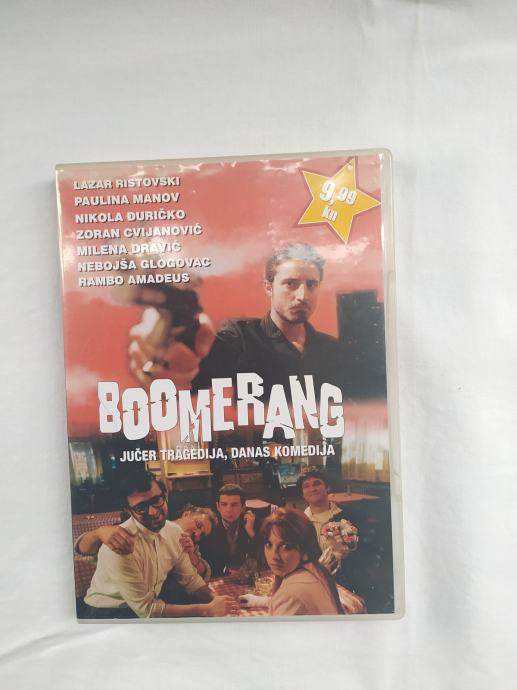 LAZAR RISTOVSKI
PAULINA MANOV
NIKOLA ĐURIČKO
ZORAN CVIJANOVIĆ
MILENA DRAVIĆ
NEBOJŠA GLOGOVAC
RAMBO AMADEUS
9,99
kn
BOOMERANG
JUČER TRAGEDIJA, DANAS KOMEDIJA